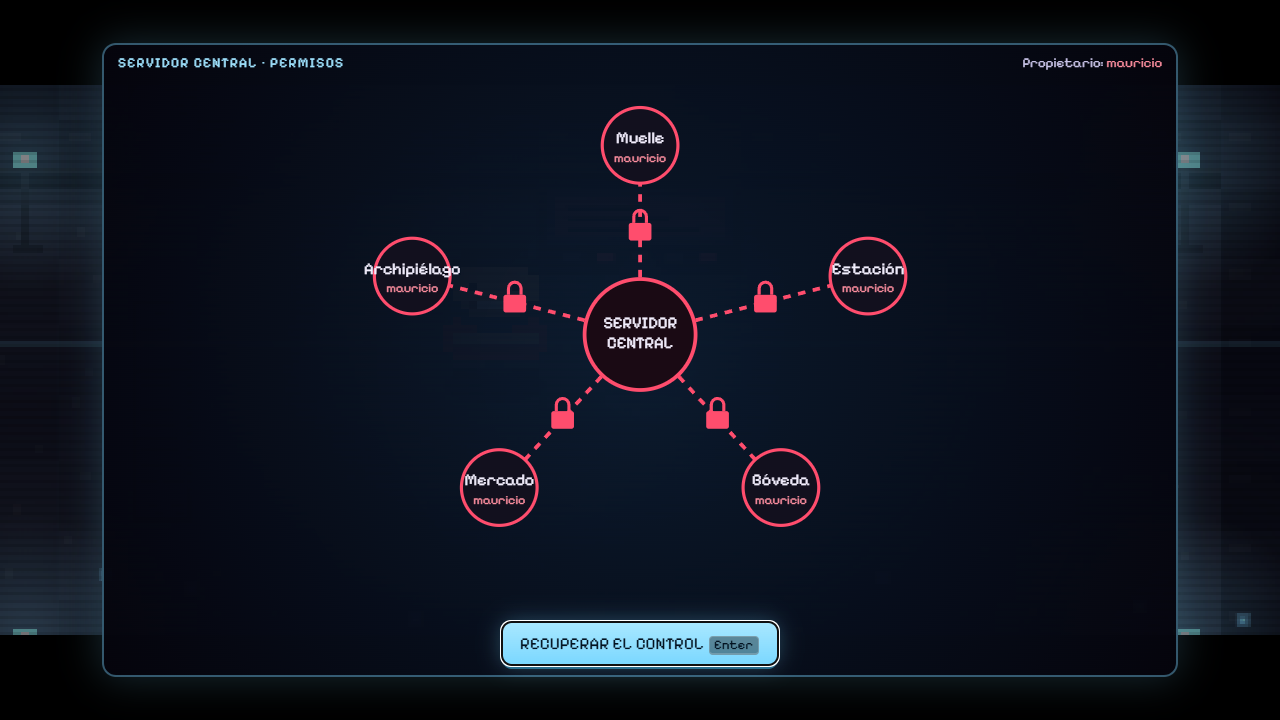 SERVIDOR CENTRAL · PERMISOS
Propietario: mauricio
Muelle
mauricio
Archipiélago
mauricio
Estación
mauricio
SERVIDOR
CENTRAL
Mercado
mauricio
Bóveda
mauricio
RECUPERAR EL CONTROL Enter